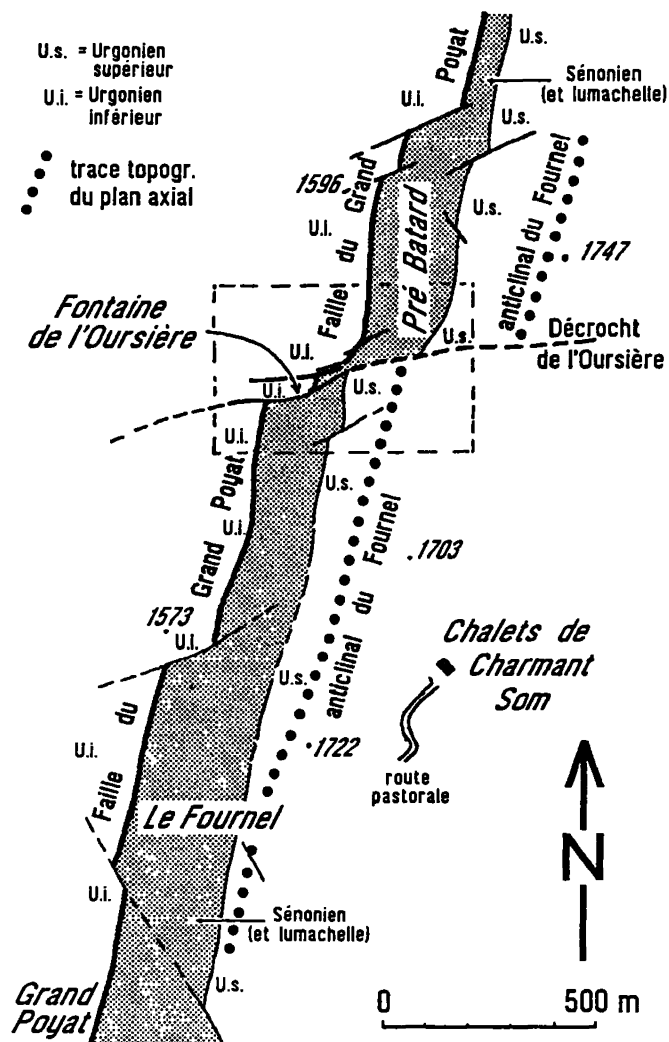 U.s. = Urgonien
supérieur
U.i. = Urgonien
inférieur
trace topogr.
du plan axial
Poyat
U.s.
Sénonien
(et lumachelle)
U.i.
U.s.
1596
Grand
U.i.
du
Faille
Pré Batard
U.s.
anticlinal du Fournel
1747
Fontaine
de l'Oursière
U.i.
U.s.
Décrocht
de l'Oursière
U.i.
U.s.
U.i.
Poyat
U.s.
U.i.
Grand
Fournel
1703
du
1573
U.i.
anticlinal
U.s.
Chalets de
Charmant
Som
du
U.i.
1722
route
pastorale
Faille
Le Fournel
N
U.i.
Sénonien
(et lumachelle)
U.s.
Grand
Poyat
0 500 m